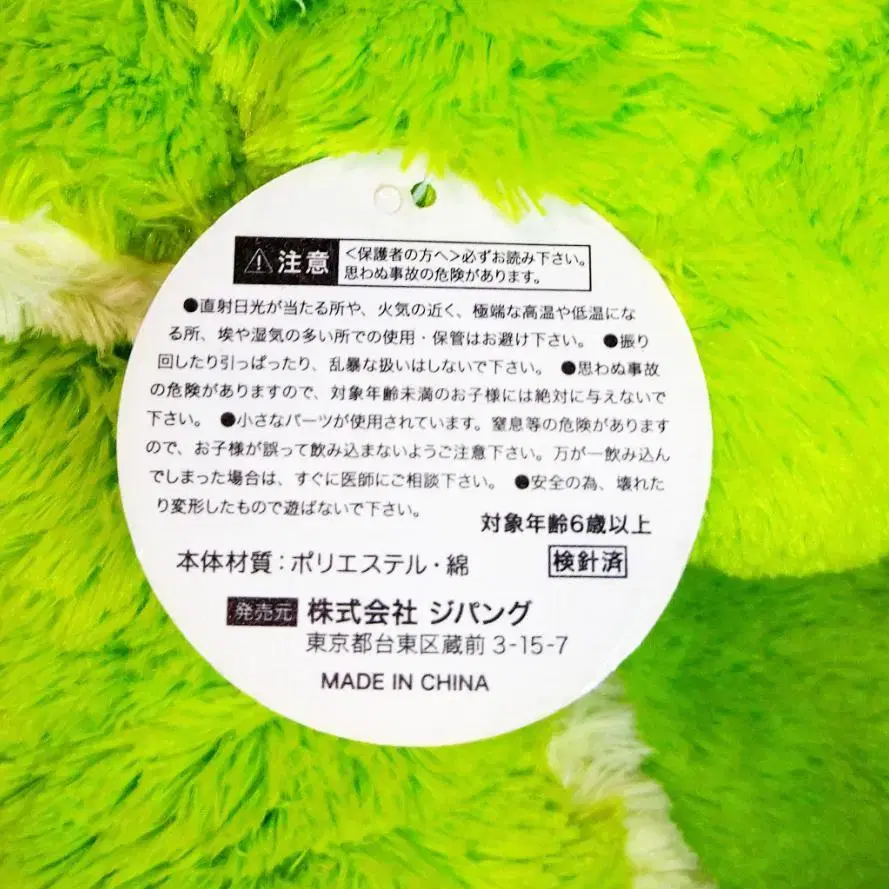 注意
<保護者の方へ>必ずお読み下さい。
思わぬ事故の危険があります。
●直射日光が当たる所や、火気の近く、極端な高温や低温にな
る所、埃や湿気の多い所での使用・保管はお避け下さい。 ●振り
回したり引っぱったり、乱暴な扱いはしないで下さい。 ●思わぬ事故
の危険がありますので、対象年齢未満のお子様には絶対に与えないで
下さい。 ●小さなパーツが使用されています。窒息等の危険があります
ので、お子様が誤って飲み込まないようご注意下さい。万が一飲み込ん
でしまった場合は、すぐに医師にご相談下さい。 ●安全の為、壊れた
り変形したもので遊ばないで下さい。
対象年齢6歳以上
本体材質:ポリエステル・綿 検針済
発売元 株式会社 ジパング
東京都台東区蔵前 3-15-7
MADE IN CHINA